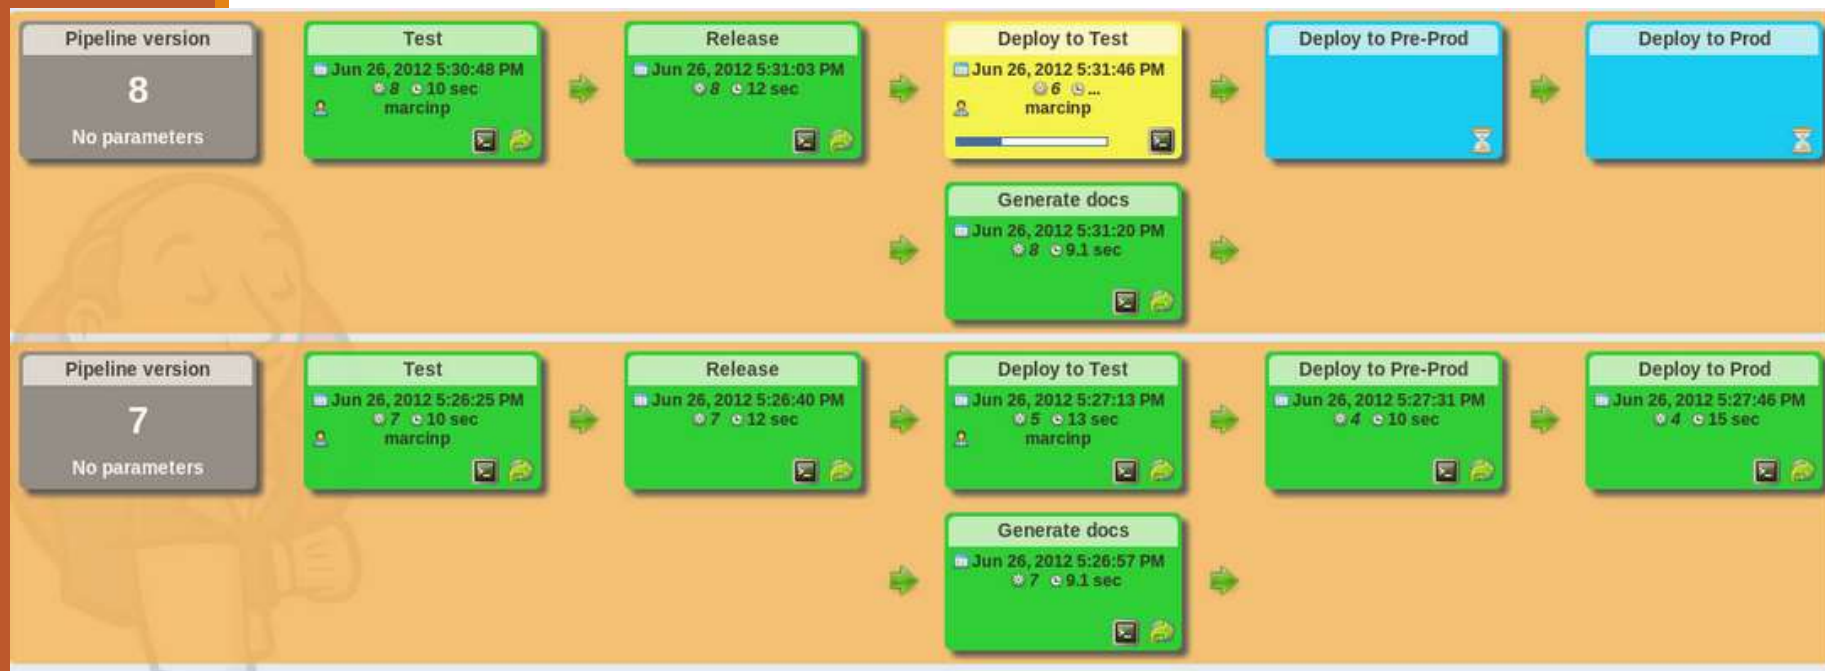 Pipeline version
8
No parameters
Test
Jun 26, 2012 5:30:48 PM
8 10 sec
marcinp
Release
Jun 26, 2012 5:31:03 PM
8 12 sec
Deploy to Test
Jun 26, 2012 5:31:46 PM
6 ...
marcinp
Deploy to Pre-Prod
Deploy to Prod
Generate docs
Jun 26, 2012 5:31:20 PM
8 9.1 sec
Pipeline version
7
No parameters
Test
Jun 26, 2012 5:26:25 PM
7 10 sec
marcinp
Release
Jun 26, 2012 5:26:40 PM
7 12 sec
Deploy to Test
Jun 26, 2012 5:27:13 PM
5 13 sec
marcinp
Deploy to Pre-Prod
Jun 26, 2012 5:27:31 PM
4 10 sec
Deploy to Prod
Jun 26, 2012 5:27:46 PM
4 15 sec
Generate docs
Jun 26, 2012 5:26:57 PM
7 9.1 sec